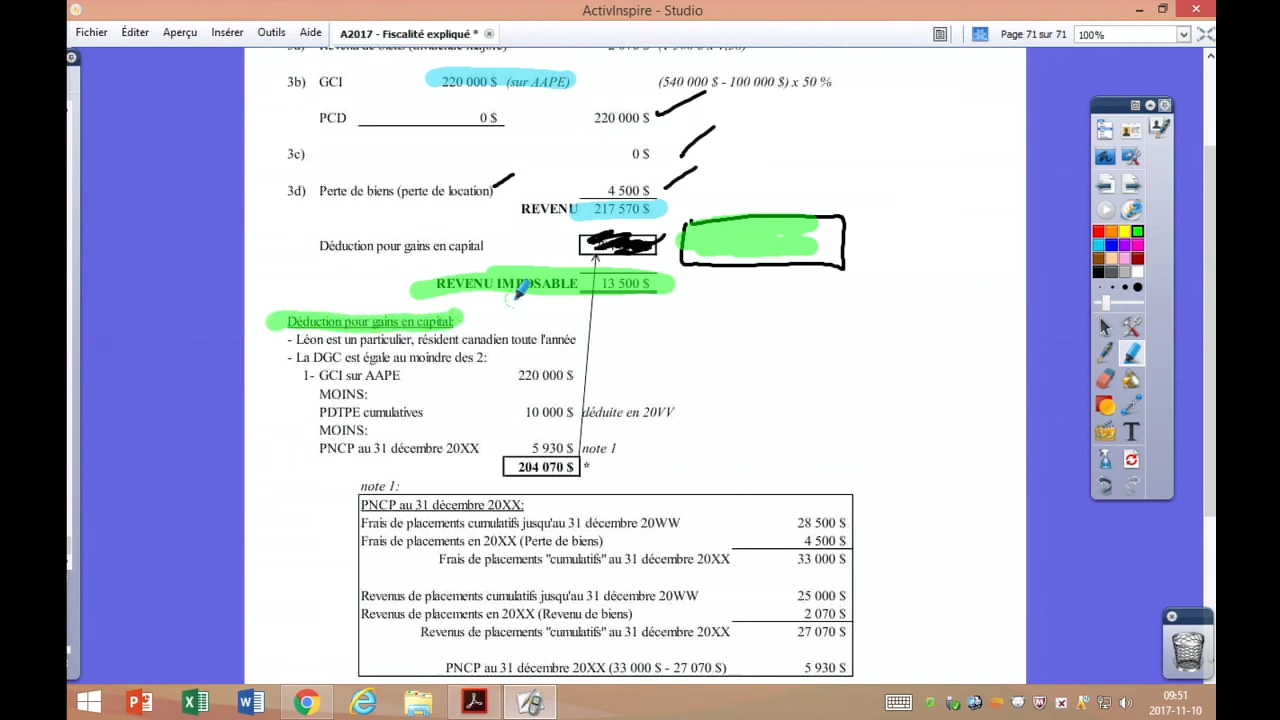 ActivInspire - Studio
Fichier Éditer Aperçu Insérer Outils Aide A2017 - Fiscalité expliqué * Page 71 sur 71 100%
3b) GCI 220 000 $ (sur AAPE) (540 000 $ - 100 000 $) x 50 %
PCD 0 $ 220 000 $
3c) 0 $
3d) Perte de biens (perte de location) 4 500 $
REVENU 217 570 $
Déduction pour gains en capital
REVENU IMPOSABLE 13 500 $
Déduction pour gains en capital:
- Léon est un particulier, résident canadien toute l'année
- La DGC est égale au moindre des 2:
1- GCI sur AAPE 220 000 $
MOINS:
PDTPE cumulatives 10 000 $ déduite en 20VV
MOINS:
PNCP au 31 décembre 20XX 5 930 $ note 1
204 070 $ *
note 1:
PNCP au 31 décembre 20XX:
Frais de placements cumulatifs jusqu'au 31 décembre 20WW 28 500 $
Frais de placements en 20XX (Perte de biens) 4 500 $
Frais de placements "cumulatifs" au 31 décembre 20XX 33 000 $
Revenus de placements cumulatifs jusqu'au 31 décembre 20WW 25 000 $
Revenus de placements en 20XX (Revenu de biens) 2 070 $
Revenus de placements "cumulatifs" au 31 décembre 20XX 27 070 $
PNCP au 31 décembre 20XX (33 000 $ - 27 070 $) 5 930 $
09:51
2017-11-10